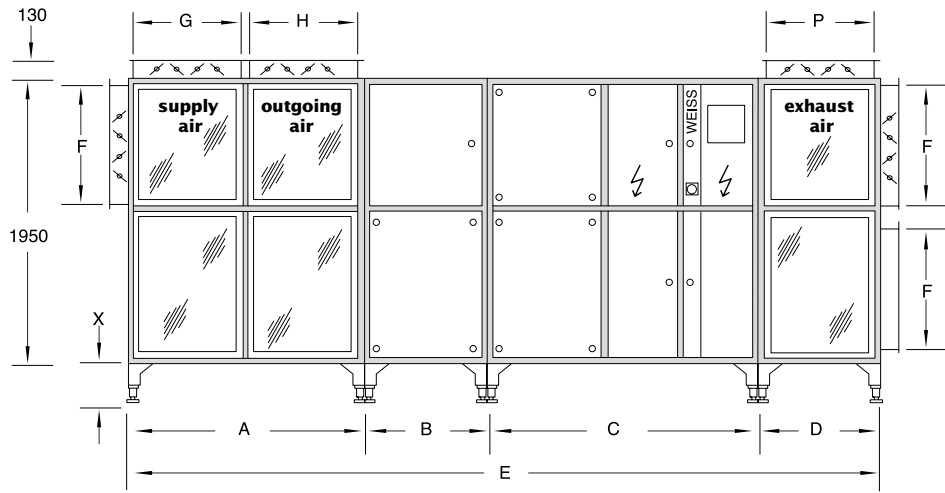 130
G
H
P
supply
air
outgoing
air
WEISS
exhaust
air
F
F
1950
F
X
A
B
C
D
E